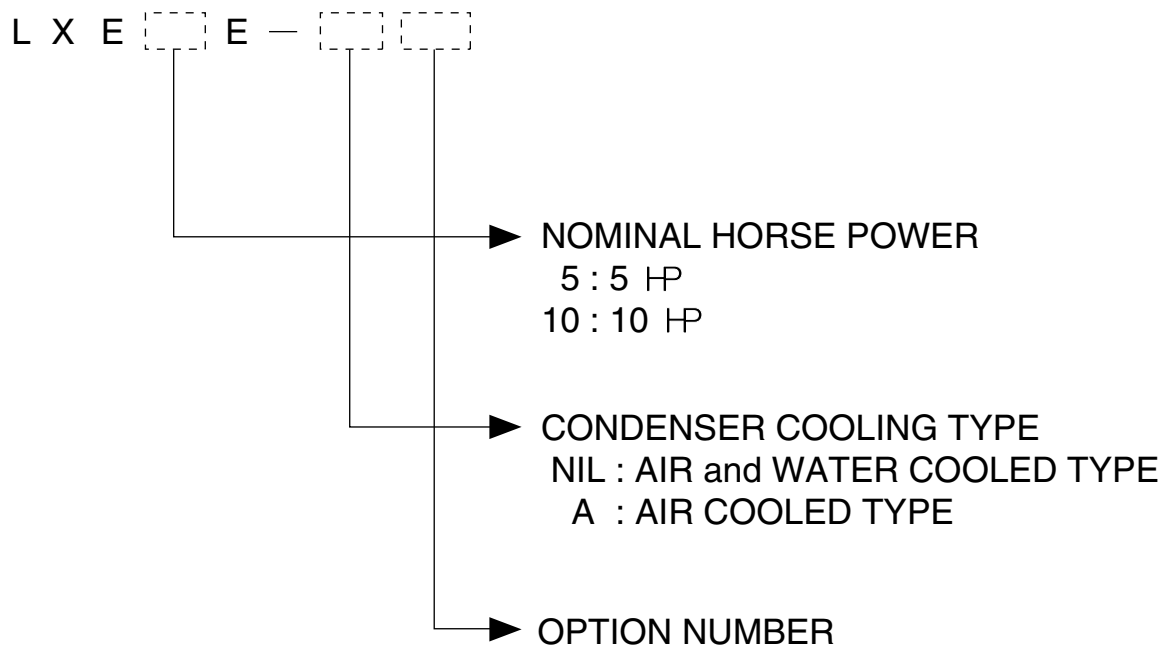 L X E E —
NOMINAL HORSE POWER
5 : 5 HP
10 : 10 HP
CONDENSER COOLING TYPE
NIL : AIR and WATER COOLED TYPE
A : AIR COOLED TYPE
OPTION NUMBER